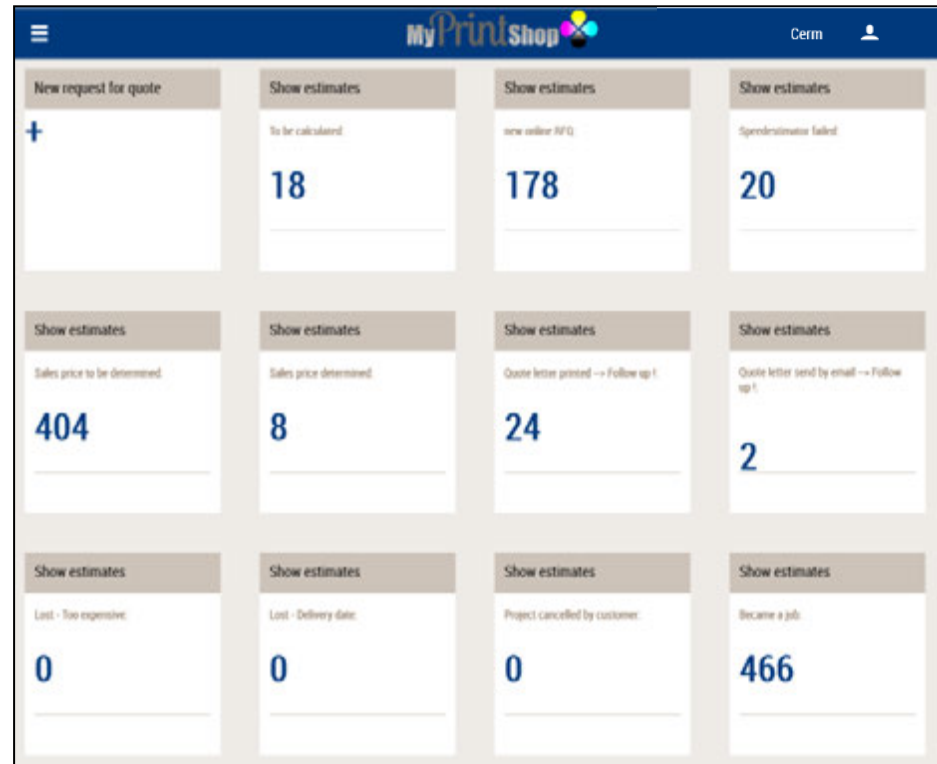 MyPrintShop
Cerm
New request for quote
+
Show estimates
To be calculated:
18
Show estimates
new online RFQ:
178
Show estimates
Speedestimator failed:
20
Show estimates
Sales price to be determined:
404
Show estimates
Sales price determined:
8
Show estimates
Quote letter printed --> Follow up !:
24
Show estimates
Quote letter send by email --> Follow
up !:
2
Show estimates
Lost - Too expensive:
0
Show estimates
Lost - Delivery date:
0
Show estimates
Project cancelled by customer:
0
Show estimates
Became a job:
466